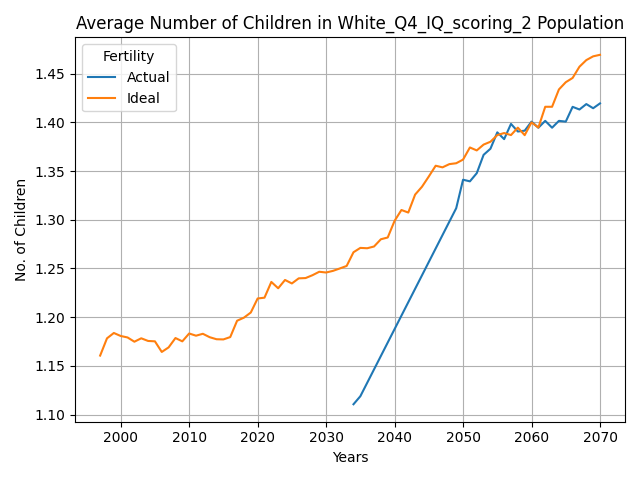 Average Number of Children in White_Q4_IQ_scoring_2 Population
Fertility
Actual
Ideal
No. of Children
1.45
1.40
1.35
1.30
1.25
1.20
1.15
1.10
2000 2010 2020 2030 2040 2050 2060 2070
Years